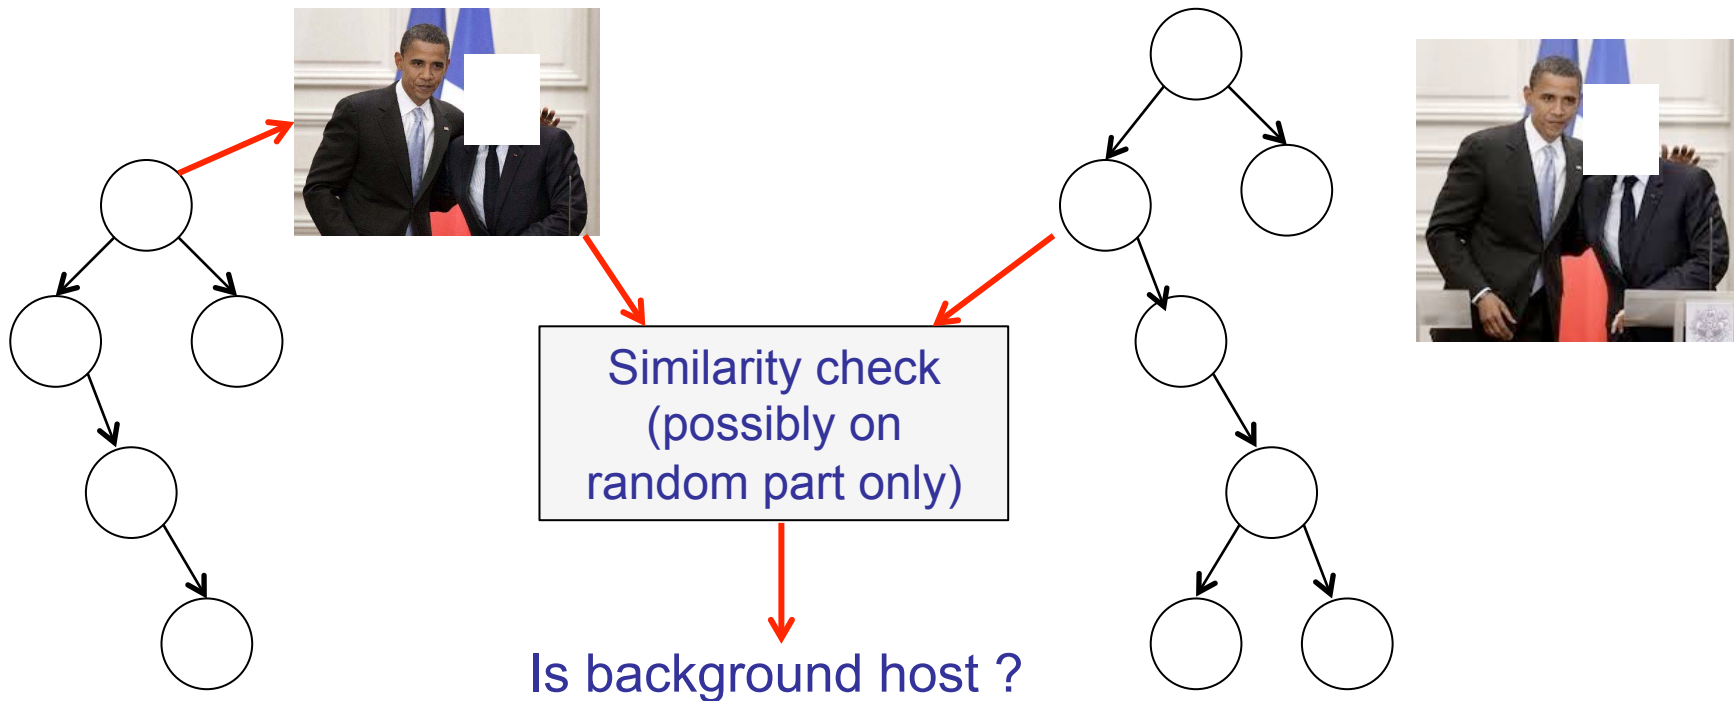 Similarity check
(possibly on
random part only)
Is background host ?